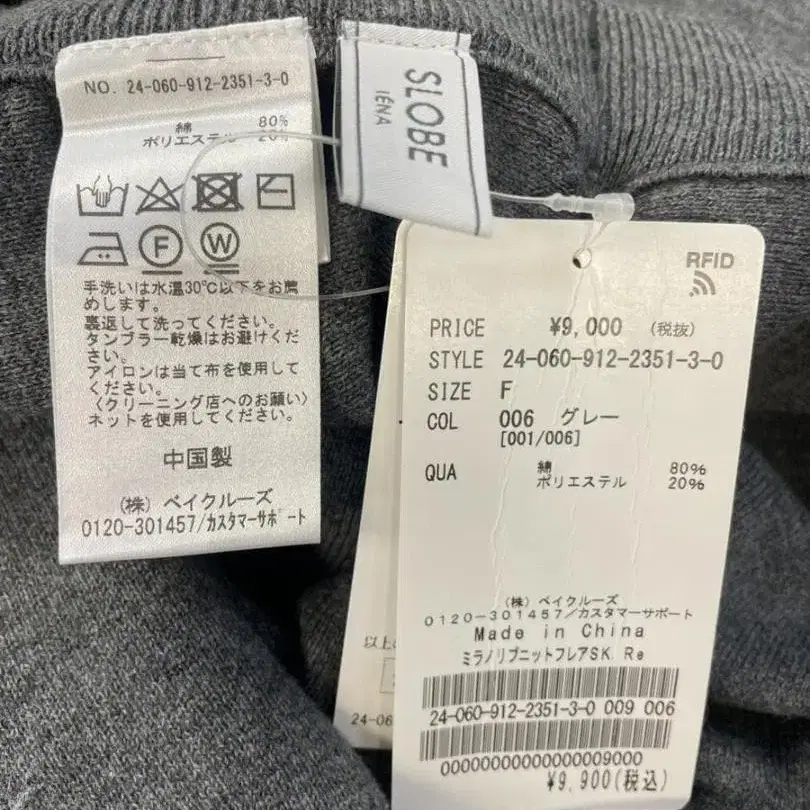 NO. 24-060-912-2351-3-0
綿 80%
ポリエステル 20%
F
W
手洗いは水温30℃以下をお薦
めします。
裏返して洗ってください。
タンブラー乾燥はお避けくださ
い。
アイロンは当て布を使用して
ください。
〈クリーニング店へのお願い〉
ネットを使用してください。
中国製
(株) ベイクルーズ
0120-301457/カスタマーサポート
SLOBE
IÉNA
RFID
PRICE ¥9,000 (税抜)
STYLE 24-060-912-2351-3-0
SIZE F
COL 006 グレー
[001/006]
QUA 綿 80%
ポリエステル 20%
(株) ベイクルーズ
0120-301457/カスタマーサポート
Made in China
ミラノリブニットフレアSK Re
24-060-912-2351-3-0 009 006
00000000000000009000
¥9,900(税込)
以上の
24-06